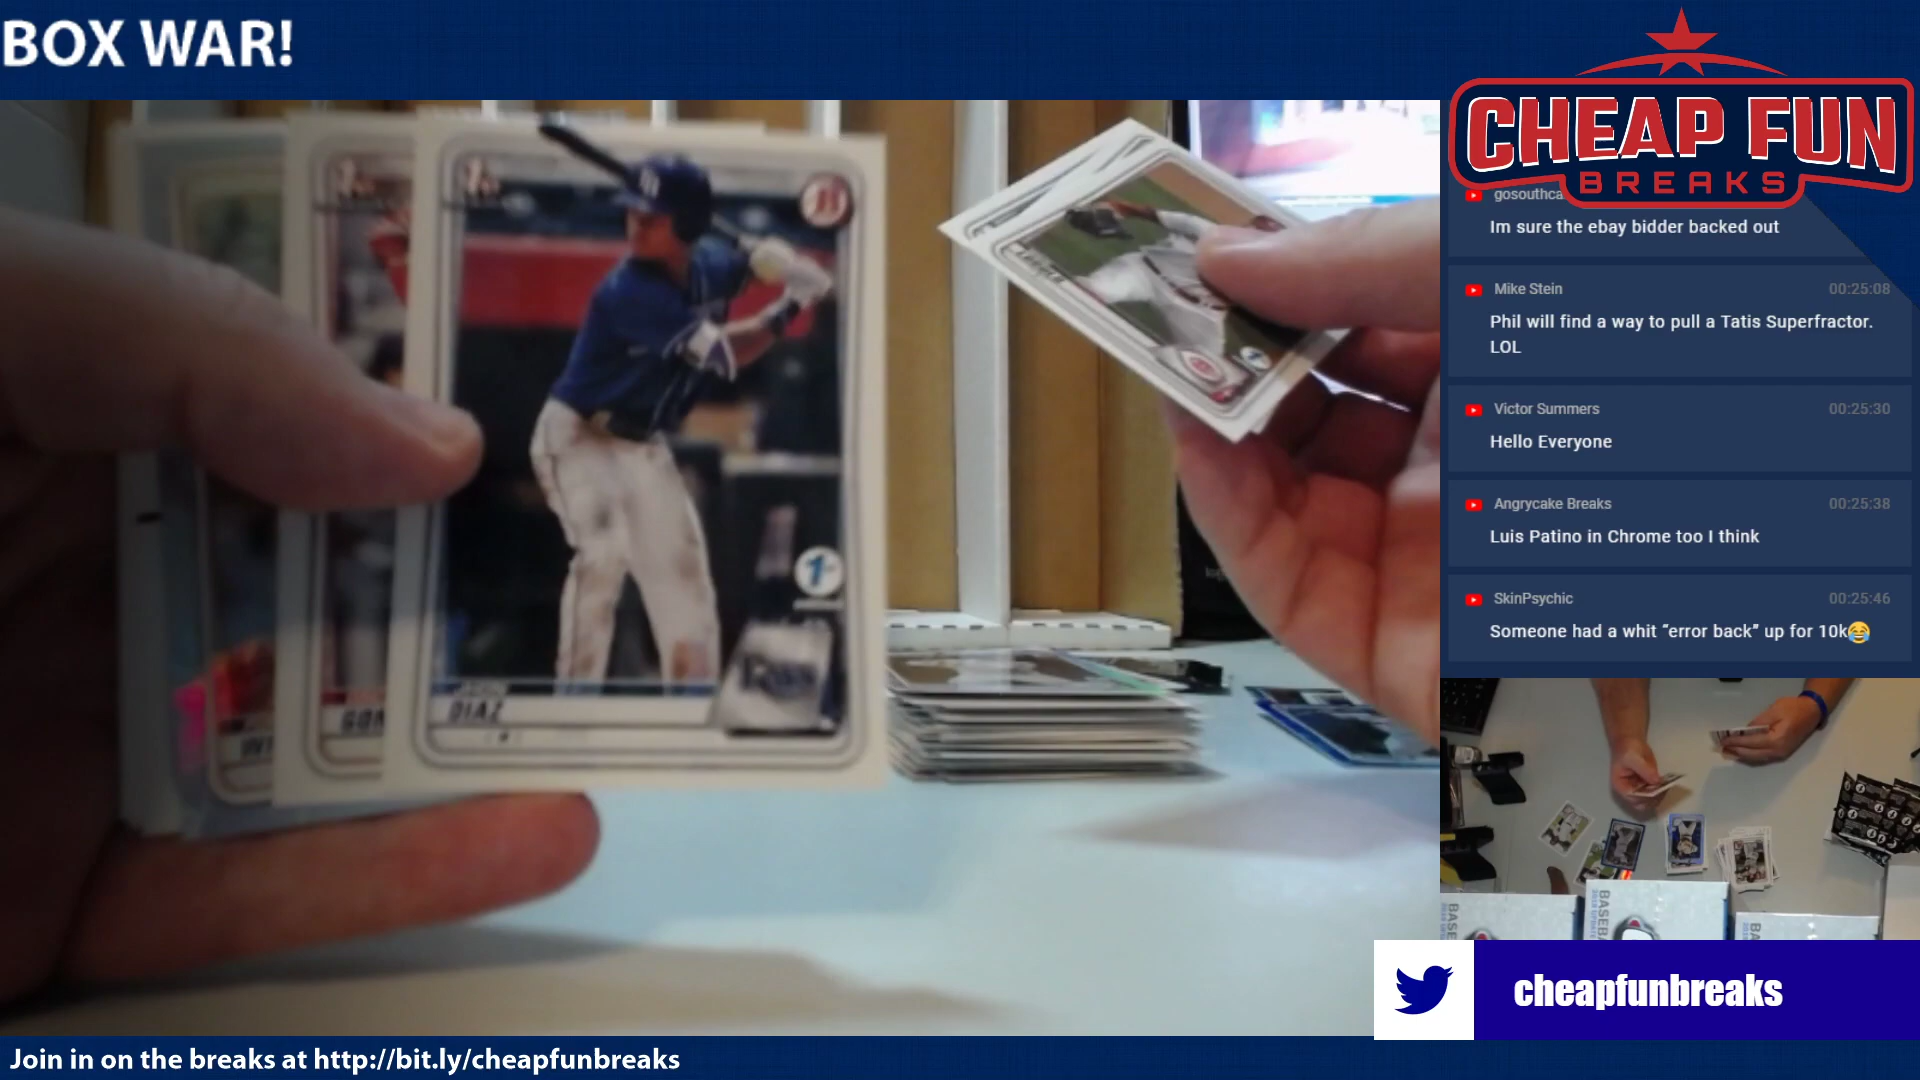 BOX WAR!
CHEAP FUN
BREAKS
gosouthca
Im sure the ebay bidder backed out
Mike Stein 00:25:08
Phil will find a way to pull a Tatis Superfractor.
LOL
Victor Summers 00:25:30
Hello Everyone
Angrycake Breaks 00:25:38
Luis Patino in Chrome too I think
SkinPsychic 00:25:46
Someone had a whit “error back” up for 10k😂
DIAZ
1st
B
cheapfunbreaks
Join in on the breaks at http://bit.ly/cheapfunbreaks